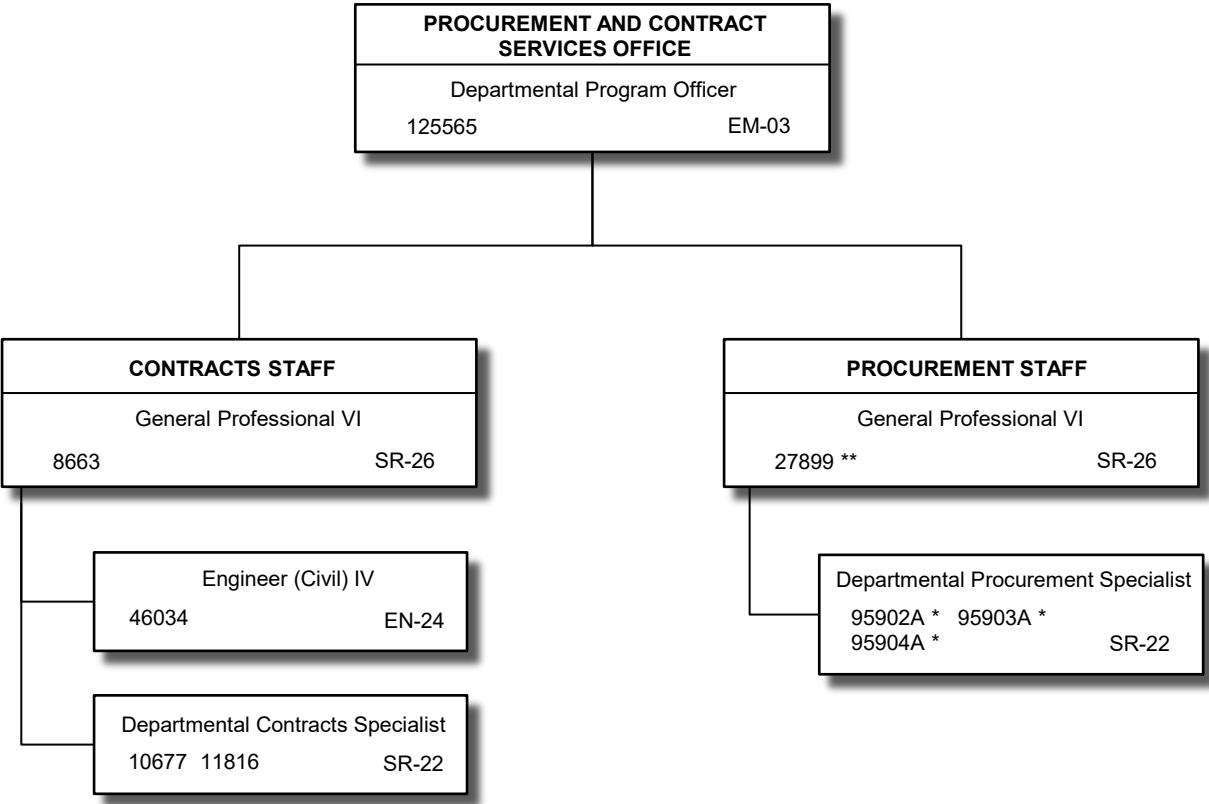 PROCUREMENT AND CONTRACT
SERVICES OFFICE
Departmental Program Officer
125565 EM-03
CONTRACTS STAFF
General Professional VI
8663 SR-26
Engineer (Civil) IV
46034 EN-24
Departmental Contracts Specialist
10677 11816 SR-22
PROCUREMENT STAFF
General Professional VI
27899 ** SR-26
Departmental Procurement Specialist
95902A * 95903A *
95904A * SR-22